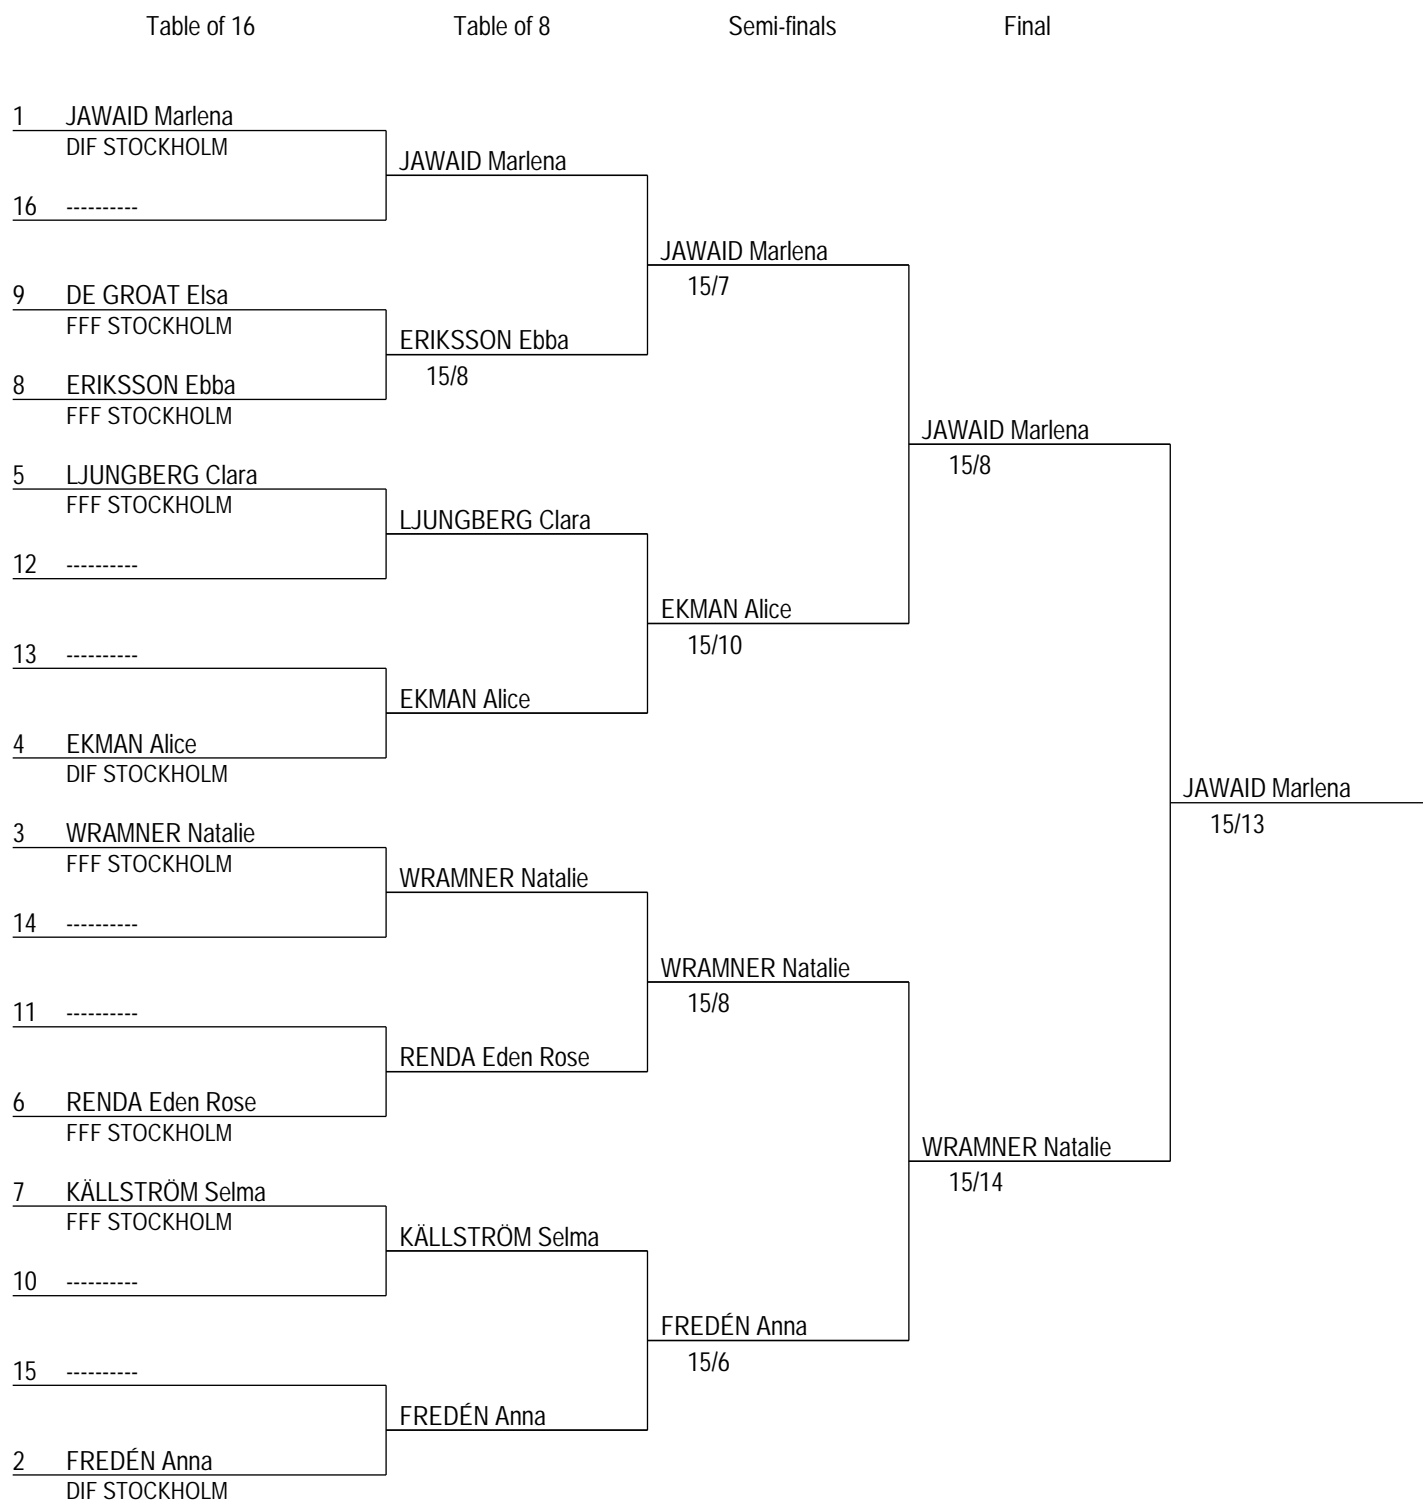 Table of 16 Table of 8 Semi-finals Final
1 JAWAID Marlena
DIF STOCKHOLM
JAWAID Marlena
16 ----------
JAWAID Marlena
15/7
9 DE GROAT Elsa
FFF STOCKHOLM
ERIKSSON Ebba
15/8
8 ERIKSSON Ebba
FFF STOCKHOLM
JAWAID Marlena
15/8
5 LJUNGBERG Clara
FFF STOCKHOLM
LJUNGBERG Clara
12 ----------
EKMAN Alice
15/10
13 ----------
EKMAN Alice
4 EKMAN Alice
DIF STOCKHOLM
JAWAID Marlena
15/13
3 WRAMNER Natalie
FFF STOCKHOLM
WRAMNER Natalie
14 ----------
WRAMNER Natalie
15/8
11 ----------
RENDA Eden Rose
6 RENDA Eden Rose
FFF STOCKHOLM
WRAMNER Natalie
15/14
7 KÄLLSTRÖM Selma
FFF STOCKHOLM
KÄLLSTRÖM Selma
10 ----------
FREDÉN Anna
15/6
15 ----------
FREDÉN Anna
2 FREDÉN Anna
DIF STOCKHOLM